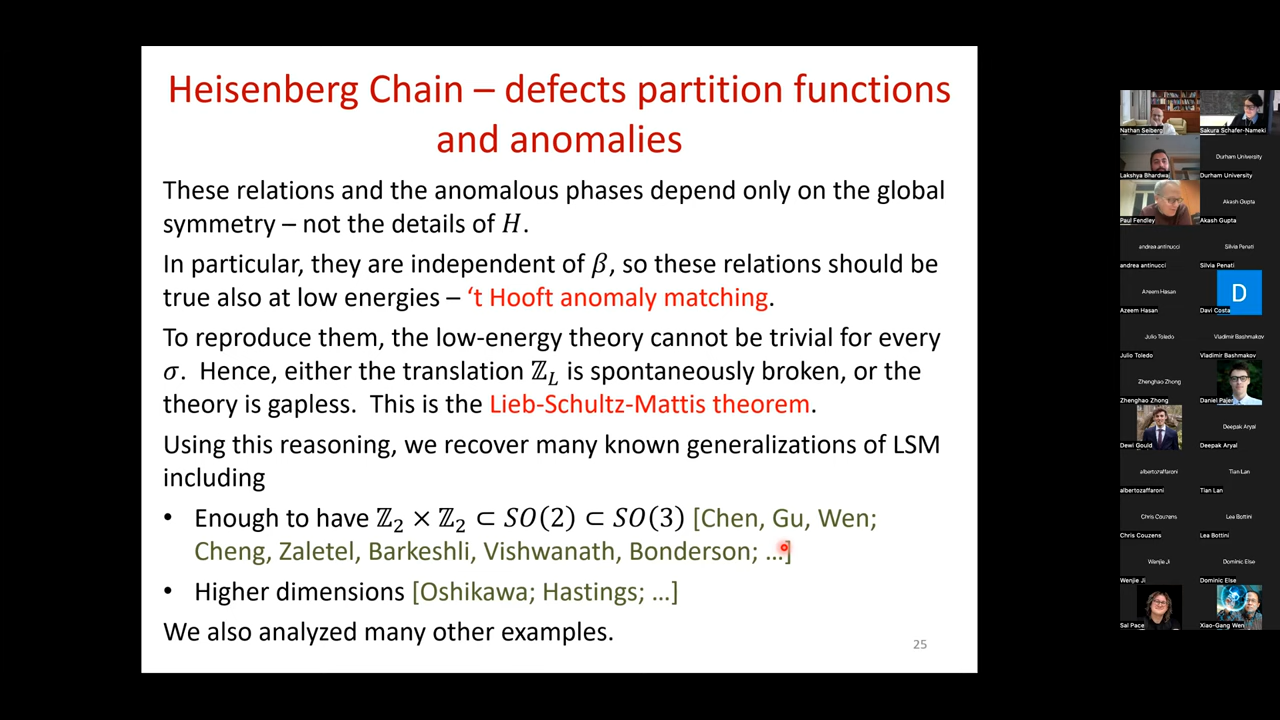 Heisenberg Chain – defects partition functions
and anomalies
These relations and the anomalous phases depend only on the global
symmetry – not the details of 𝐻.
In particular, they are independent of 𝛽, so these relations should be
true also at low energies – ‘t Hooft anomaly matching.
To reproduce them, the low-energy theory cannot be trivial for every
𝜎. Hence, either the translation ℤ_L is spontaneously broken, or the
theory is gapless. This is the Lieb-Schultz-Mattis theorem.
Using this reasoning, we recover many known generalizations of LSM
including
• Enough to have ℤ₂ × ℤ₂ ⊂ 𝑆𝑂(2) ⊂ 𝑆𝑂(3) [Chen, Gu, Wen;
Cheng, Zaletel, Barkeshli, Vishwanath, Bonderson; …]
• Higher dimensions [Oshikawa; Hastings; …]
We also analyzed many other examples.
25
Nathan Seiberg
Sakura Schafer-Nameki
Lakshya Bhardwaj
Durham University
Durham University
Paul Fendley
Akash Gupta
Akash Gupta
andrea antinucci
Silvia Penati
andrea antinucci
Silvia Penati
Azeem Hasan
D
Azeem Hasan
Davi Costa
Julio Toledo
Vladimir Bashmakov
Julio Toledo
Vladimir Bashmakov
Zhenghao Zhong
Zhenghao Zhong
Daniel Pajer
Deepak Aryal
Dewi Gould
Deepak Aryal
albertozaffaroni
Tian Lan
albertozaffaroni
Tian Lan
Chris Couzens
Lea Bottini
Chris Couzens
Lea Bottini
Wenjie Ji
Dominic Else
Wenjie Ji
Dominic Else
Sal Pace
Xiao-Gang Wen